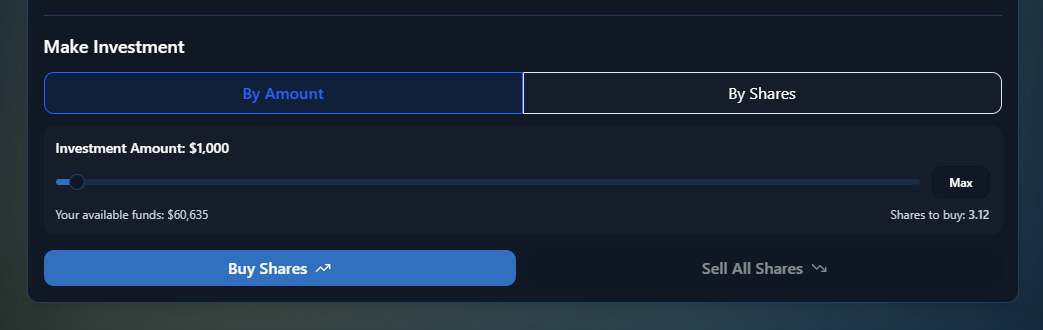 Make Investment
By Amount
By Shares
Investment Amount: $1,000
Max
Your available funds: $60,635
Shares to buy: 3.12
Buy Shares
Sell All Shares